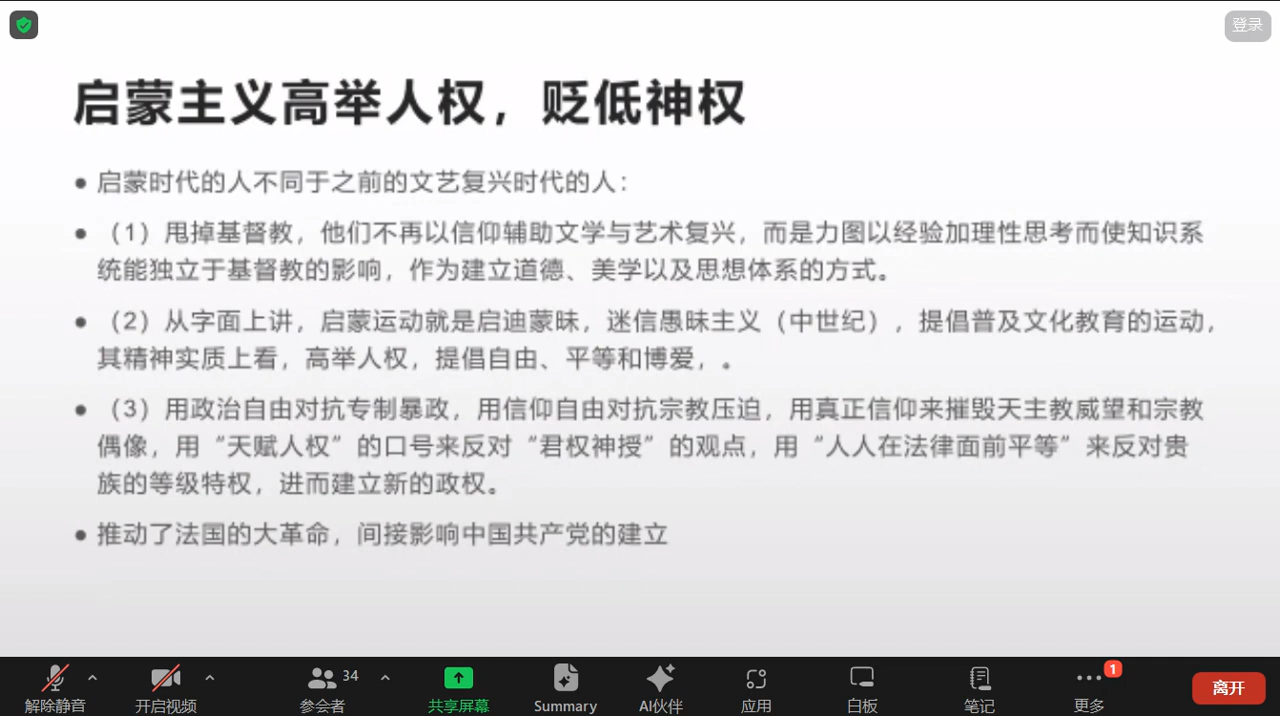 登录
启蒙主义高举人权，贬低神权
● 启蒙时代的人不同于之前的文艺复兴时代的人：
● （1）甩掉基督教，他们不再以信仰辅助文学与艺术复兴，而是力图以经验加理性思考而使知识系
统能独立于基督教的影响，作为建立道德、美学以及思想体系的方式。
● （2）从字面上讲，启蒙运动就是启迪蒙昧，迷信愚昧主义（中世纪），提倡普及文化教育的运动，
其精神实质上看，高举人权，提倡自由、平等和博爱，。
● （3）用政治自由对抗专制暴政，用信仰自由对抗宗教压迫，用真正信仰来摧毁天主教威望和宗教
偶像，用“天赋人权”的口号来反对“君权神授”的观点，用“人人在法律面前平等”来反对贵
族的等级特权，进而建立新的政权。
● 推动了法国的大革命，间接影响中国共产党的建立
34
1
解除静音 开启视频 参会者 共享屏幕 Summary AI伙伴 应用 白板 笔记 更多 离开